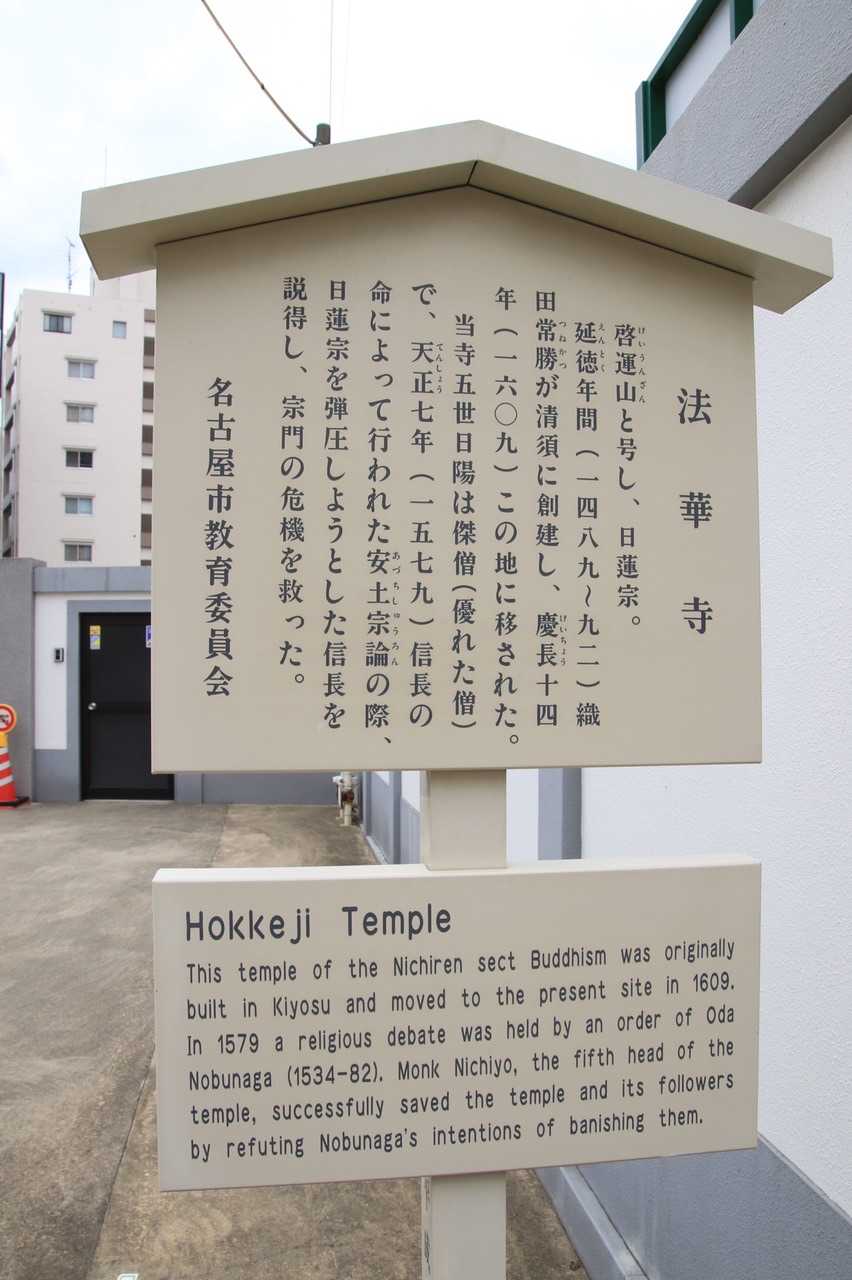 法華寺
啓運山と号し、日蓮宗。
延徳年間(一四八九~九二)織
田常勝が清須に創建し、慶長十四
年(一六〇九)この地に移された。
当寺五世日陽は傑僧(優れた僧)
で、天正七年(一五七九)信長の
命によって行われた安土宗論の際、
日蓮宗を弾圧しようとした信長を
説得し、宗門の危機を救った。
名古屋市教育委員会
Hokkeji Temple
This temple of the Nichiren sect Buddhism was originally
built in Kiyosu and moved to the present site in 1609.
In 1579 a religious debate was held by an order of Oda
Nobunaga (1534-82). Monk Nichiyo, the fifth head of the
temple, successfully saved the temple and its followers
by refuting Nobunaga's intentions of banishing them.